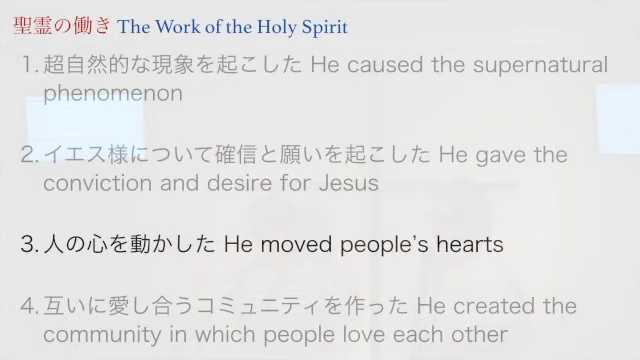 聖霊の働き The Work of the Holy Spirit
1. 超自然的な現象を起こした He caused the supernatural
phenomenon
2. イエス様について確信と願いを起こした He gave the
conviction and desire for Jesus
3. 人の心を動かした He moved people's hearts
4. 互いに愛し合うコミュニティを作った He created the
community in which people love each other